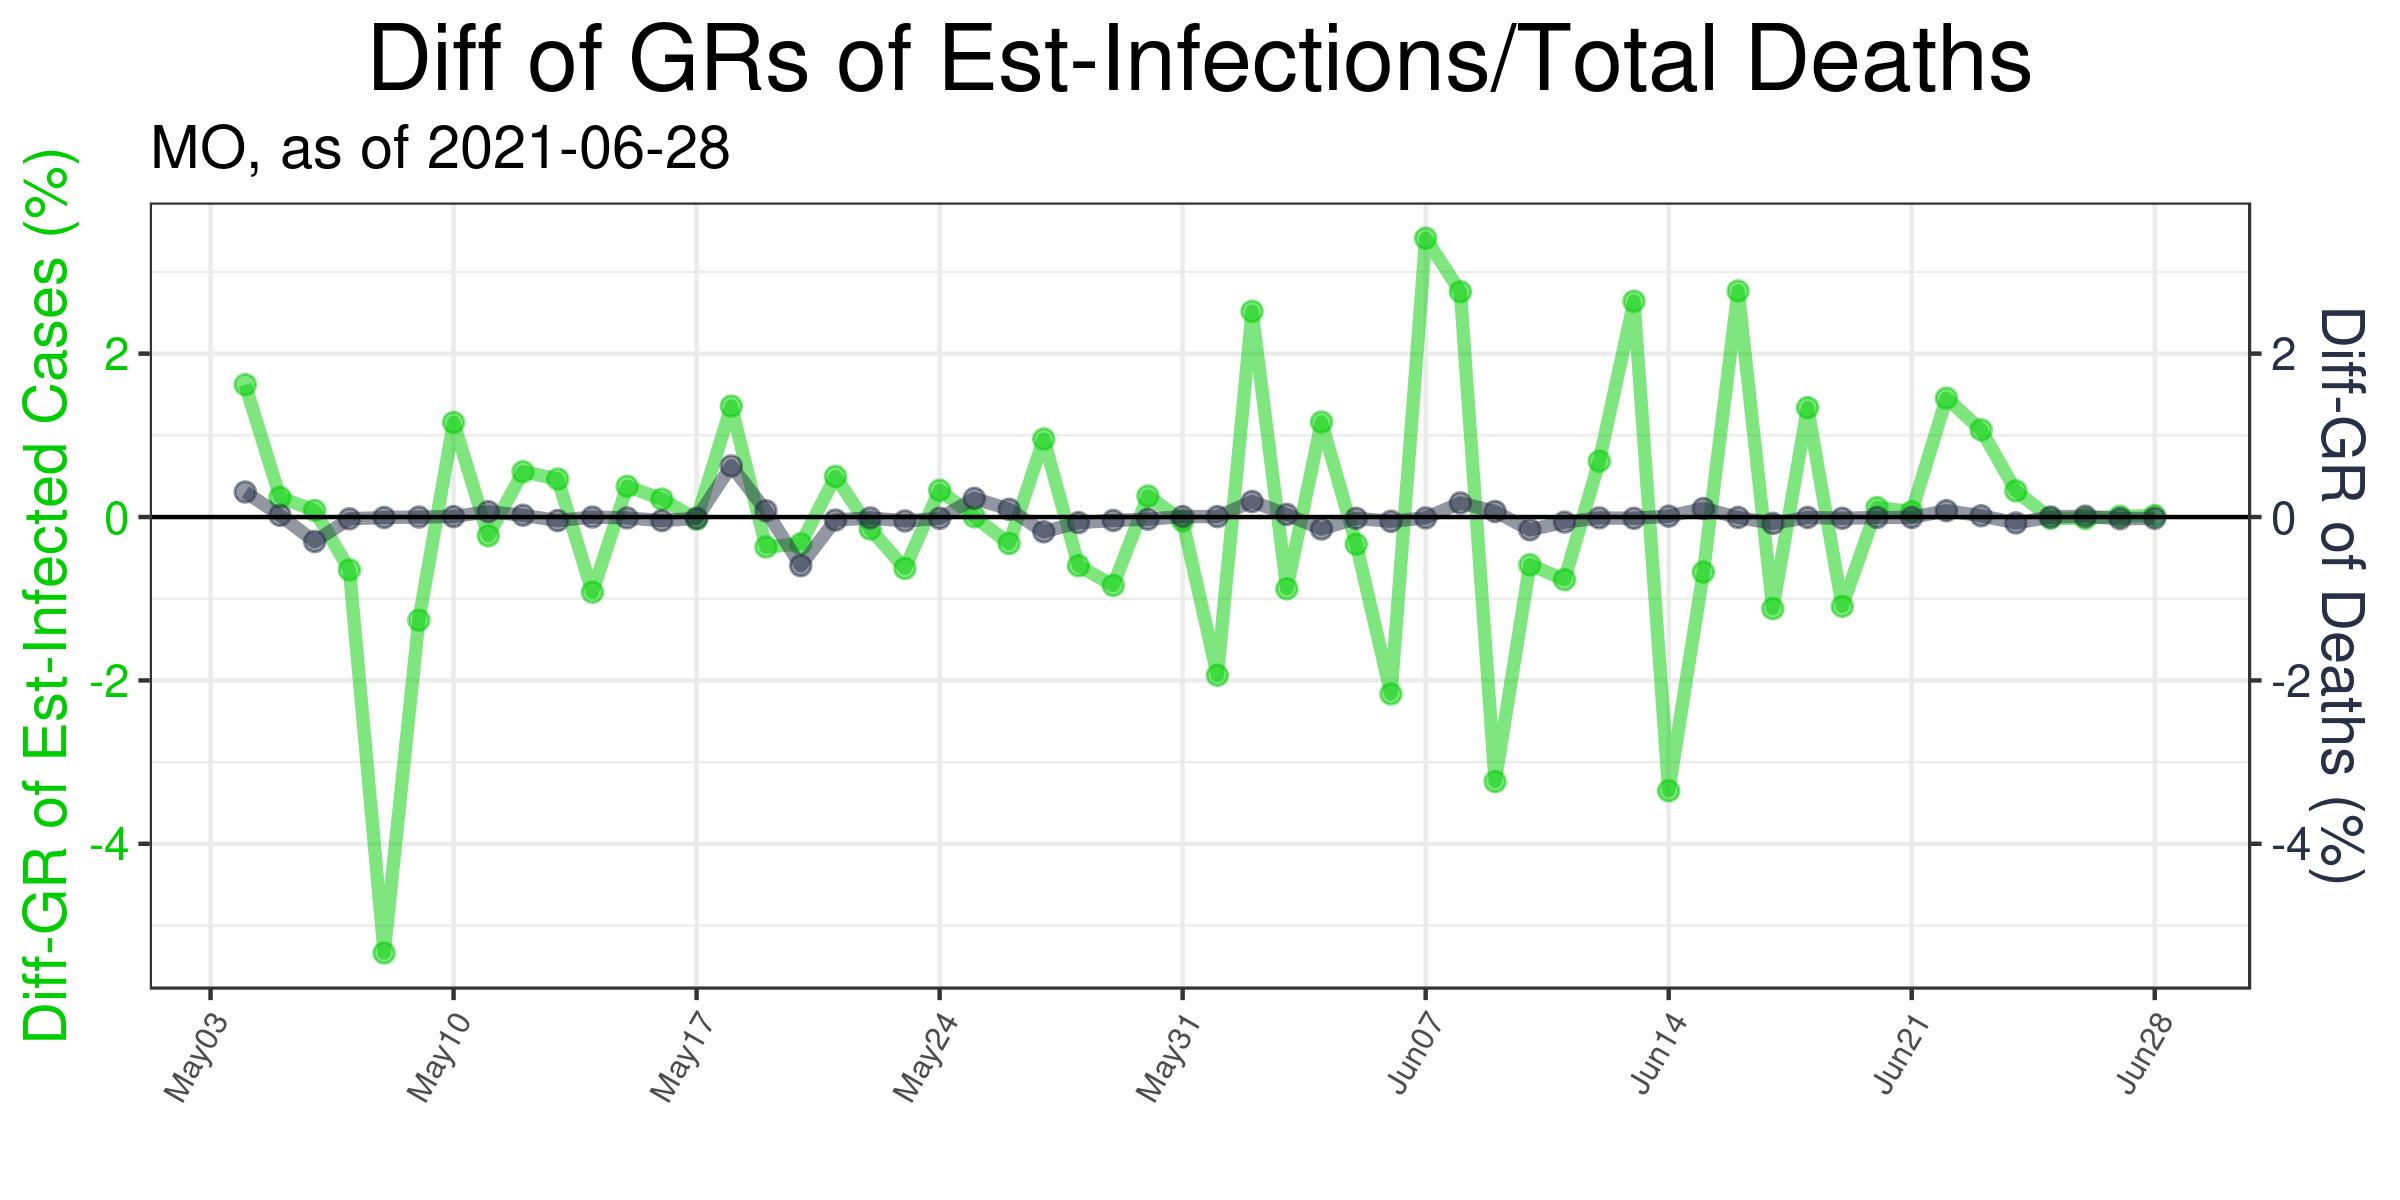 Diff of GRs of Est-Infections/Total Deaths
MO, as of 2021-06-28
Diff-GR of Est-Infected Cases (%)
2
0
-2
-4
2
0
-2
-4
Diff-GR of Deaths (%)
May03
May10
May17
May24
May31
Jun07
Jun14
Jun21
Jun28